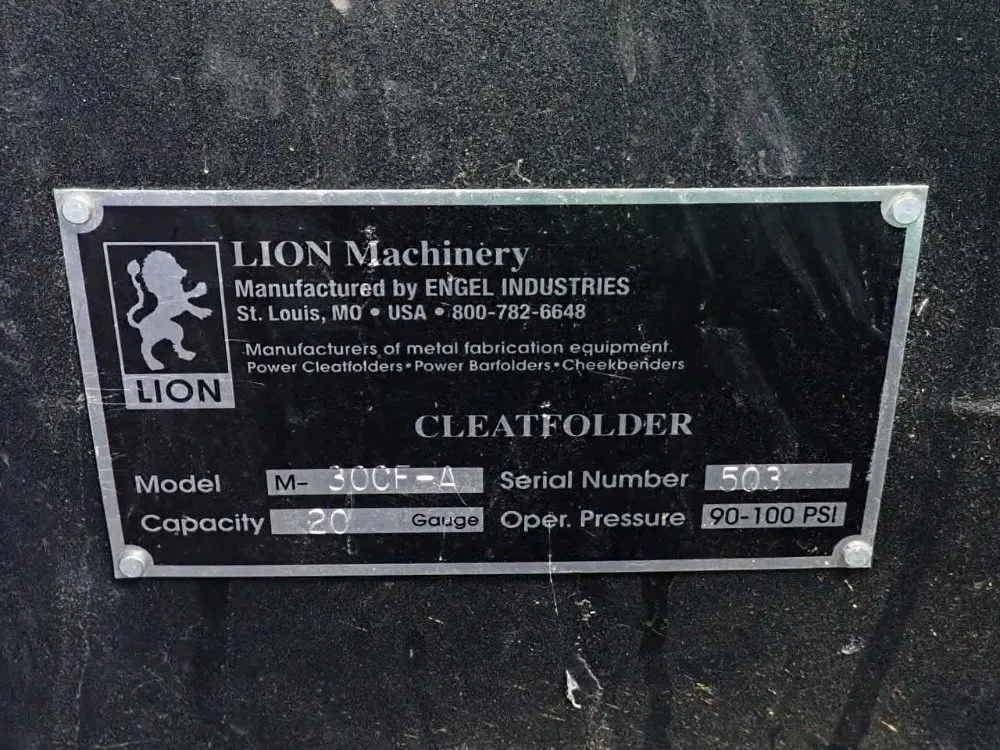 LION Machinery
Manufactured by ENGEL INDUSTRIES
St. Louis, MO • USA • 800-782-6648
Manufacturers of metal fabrication equipment.
Power Cleatfolders • Power Barfolders • Cheekbenders
LION
CLEATFOLDER
Model M- 30CF-A Serial Number 503
Capacity 20 Gauge Oper. Pressure 90-100 PSI